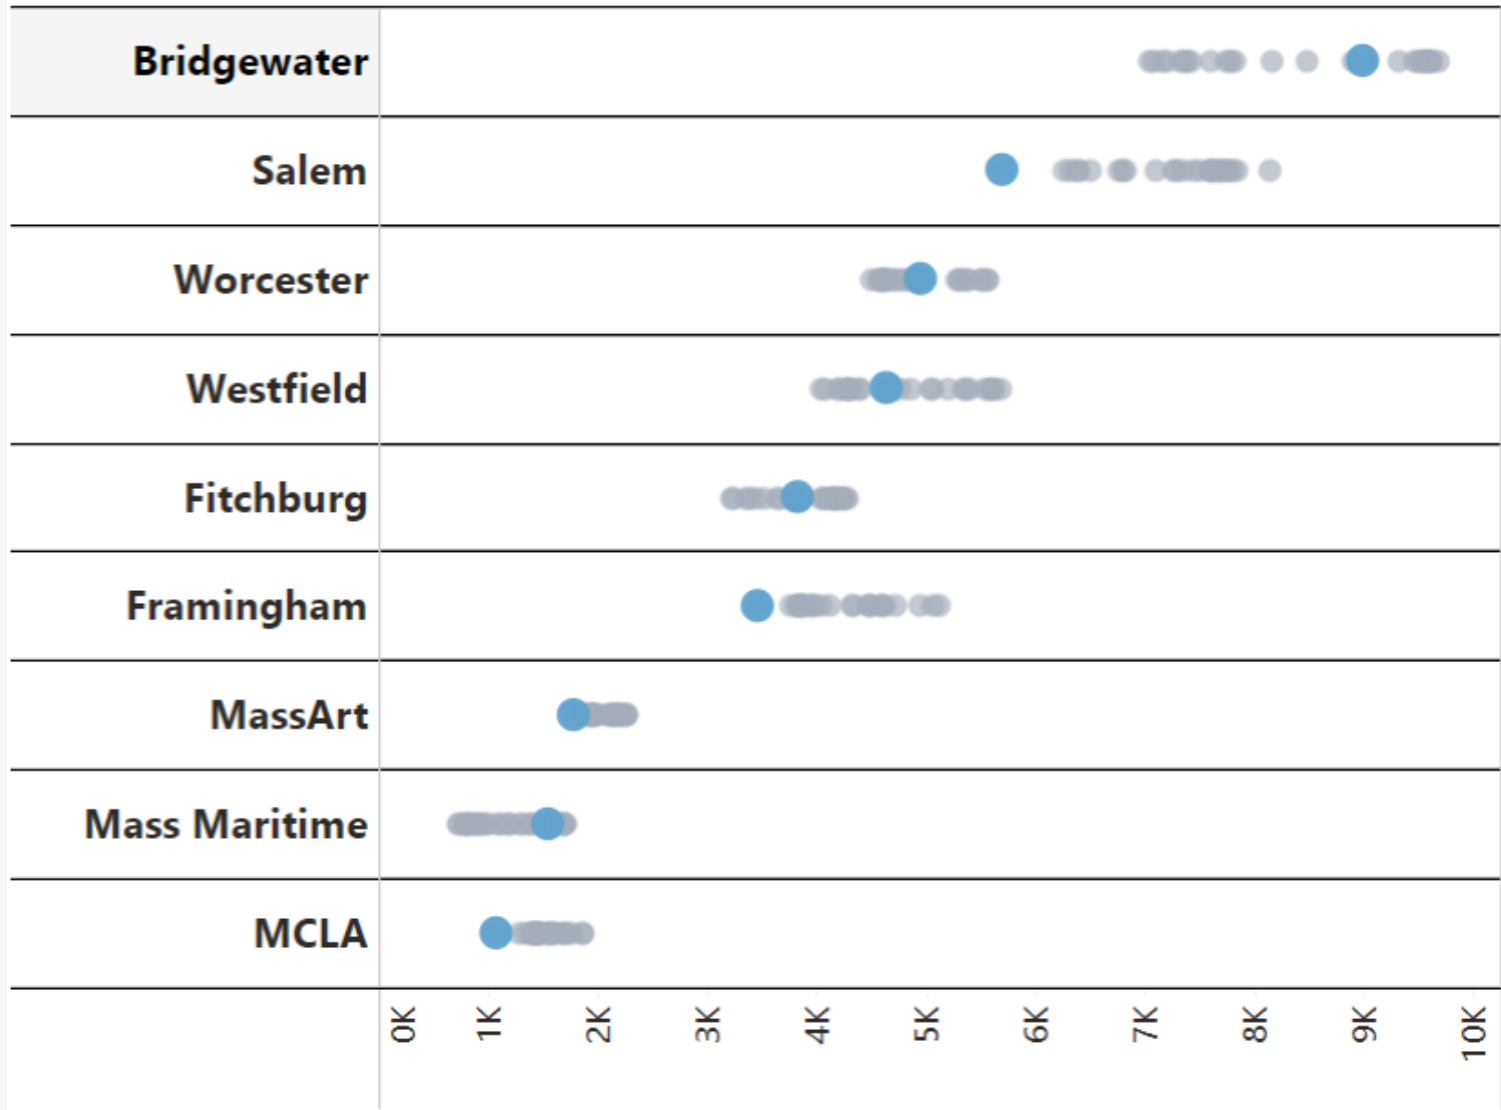 Bridgewater
Salem
Worcester
Westfield
Fitchburg
Framingham
MassArt
Mass Maritime
MCLA
0K
1K
2K
3K
4K
5K
6K
7K
8K
9K
10K